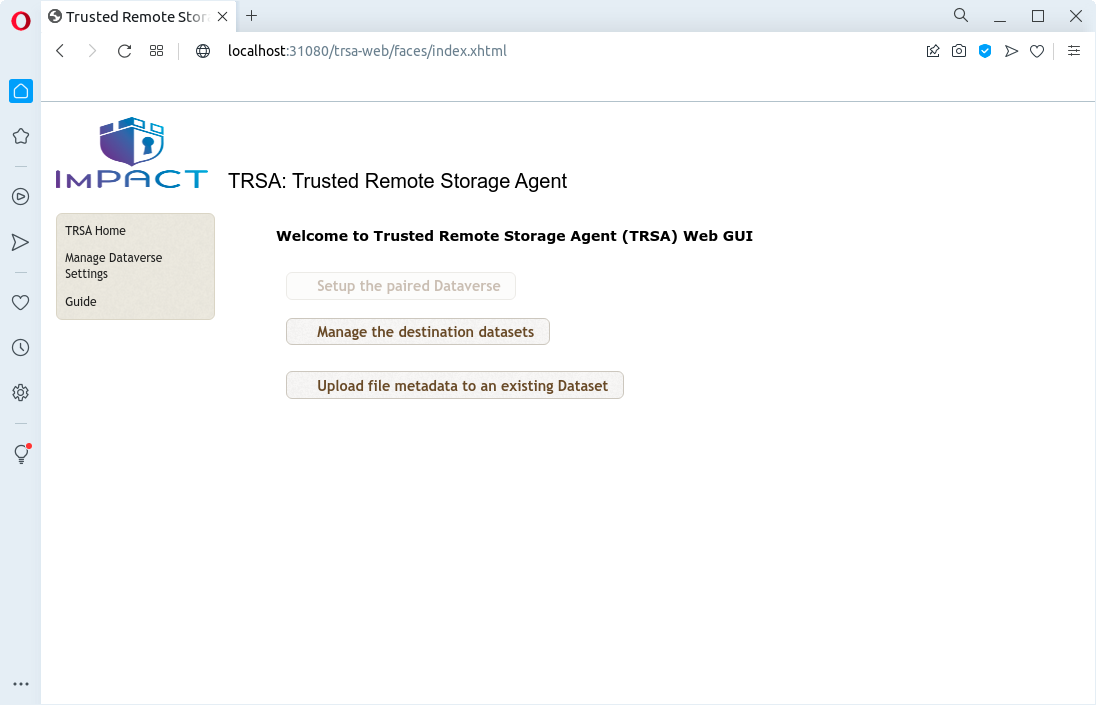 Trusted Remote Stor
localhost:31080/trsa-web/faces/index.xhtml
IMPACT
TRSA: Trusted Remote Storage Agent
TRSA Home
Manage Dataverse
Settings
Guide
Welcome to Trusted Remote Storage Agent (TRSA) Web GUI
Setup the paired Dataverse
Manage the destination datasets
Upload file metadata to an existing Dataset